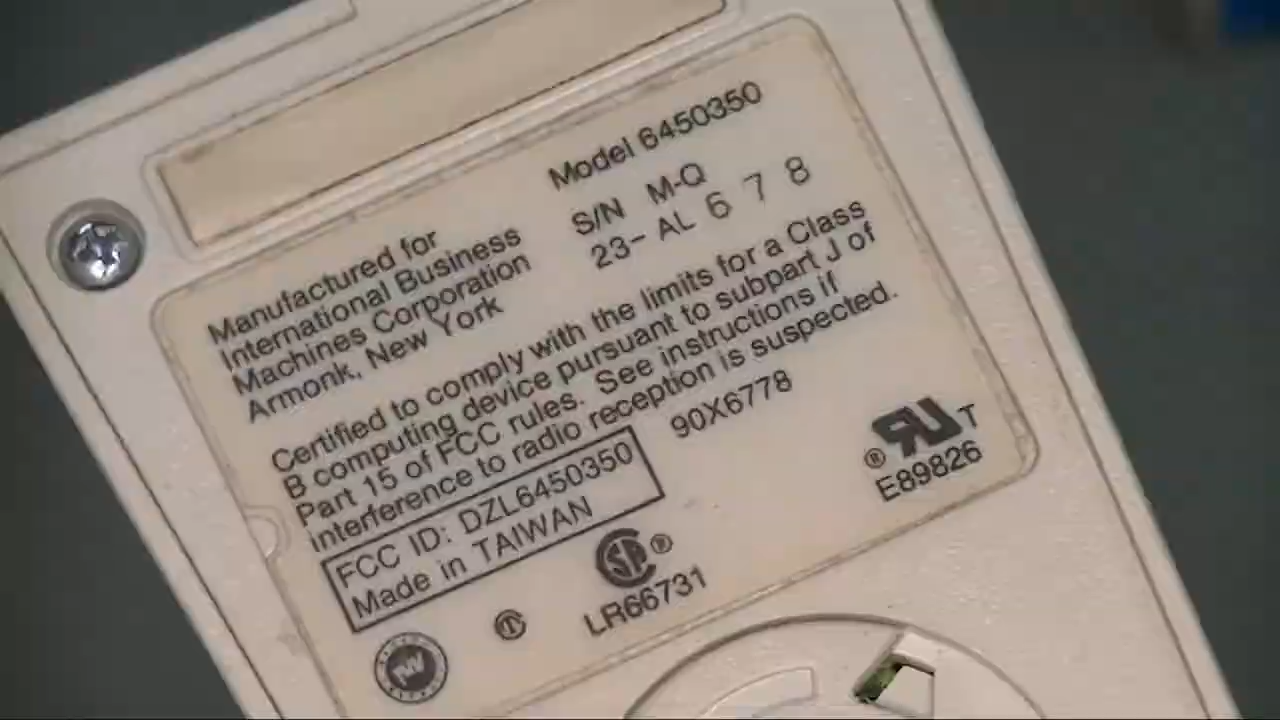 Model 6450350
S/N M-Q
23- AL 6 7 8
Manufactured for
International Business
Machines Corporation
Armonk, New York
Certified to comply with the limits for a Class
B computing device pursuant to subpart J of
Part 15 of FCC rules. See instructions if
interference to radio reception is suspected.
90X6778
FCC ID: DZL6450350
Made in TAIWAN
® T
E89826
®
LR66731